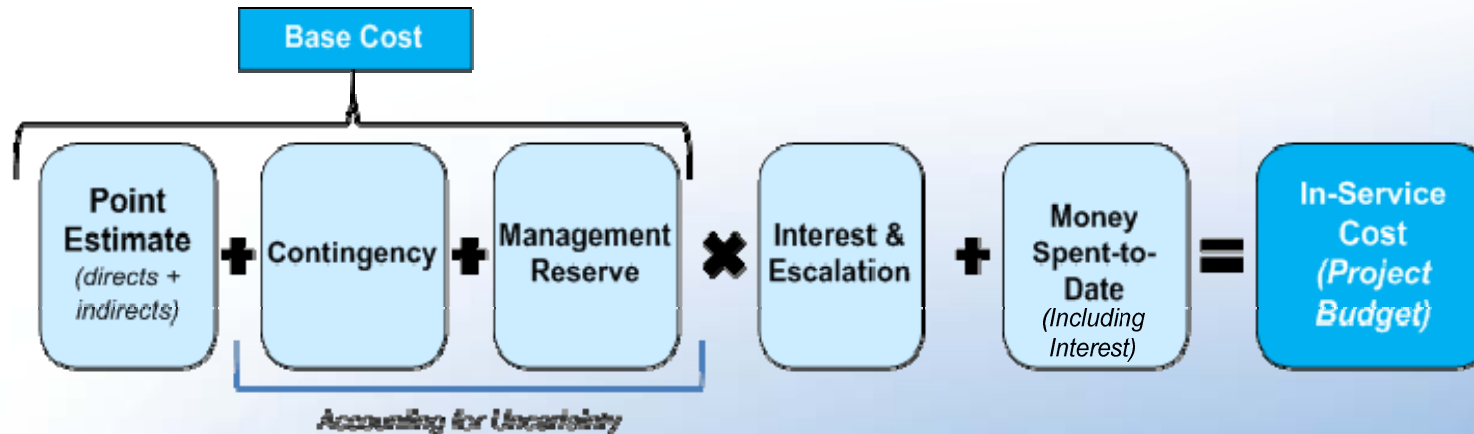 Base Cost
Point
Estimate
(directs +
indirects)
+
Contingency
+
Management
Reserve
×
Interest &
Escalation
+
Money
Spent-to-
Date
(Including
Interest)
=
In-Service
Cost
(Project
Budget)
Accounting for Uncertainty